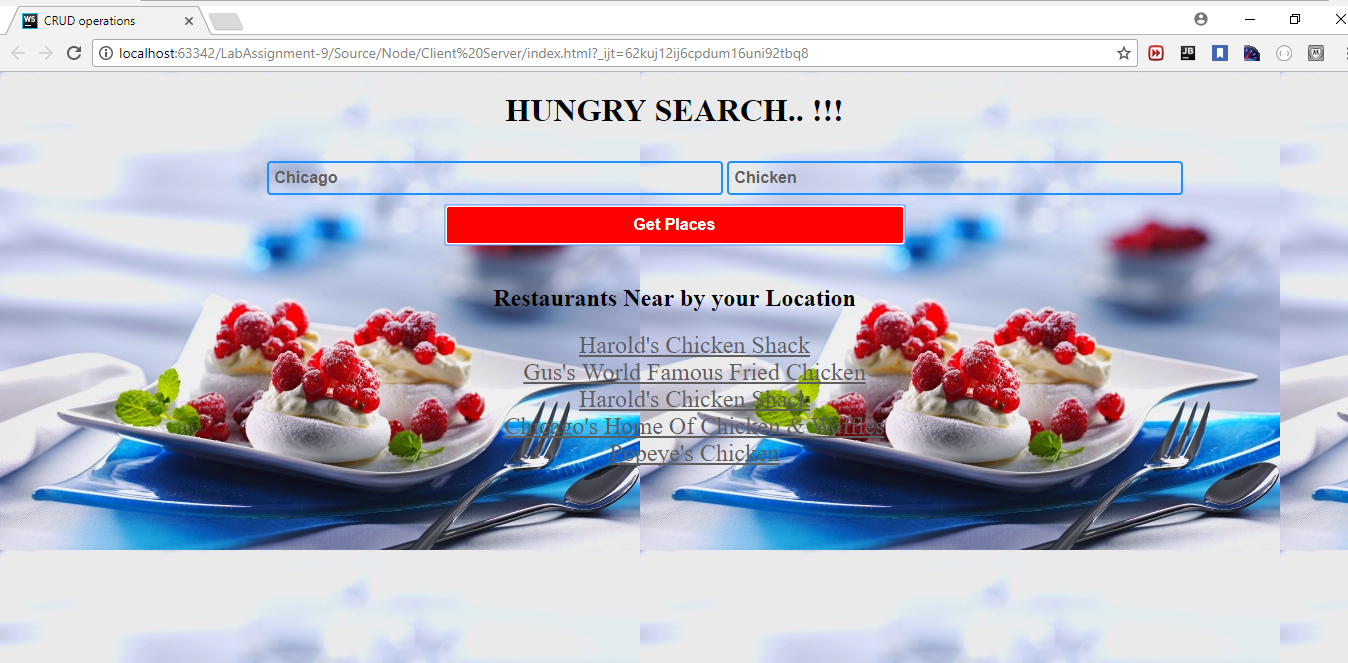 WS CRUD operations
localhost:63342/LabAssignment-9/Source/Node/Client%20Server/index.html?_ijt=62kuj12ij6cpdum16uni92tbq8
JB
HUNGRY SEARCH.. !!!
Chicago Chicken
Get Places
Restaurants Near by your Location
Harold's Chicken Shack
Gus's World Famous Fried Chicken
Harold's Chicken Shack
Chicago's Home Of Chicken & Waffles
Popeye's Chicken